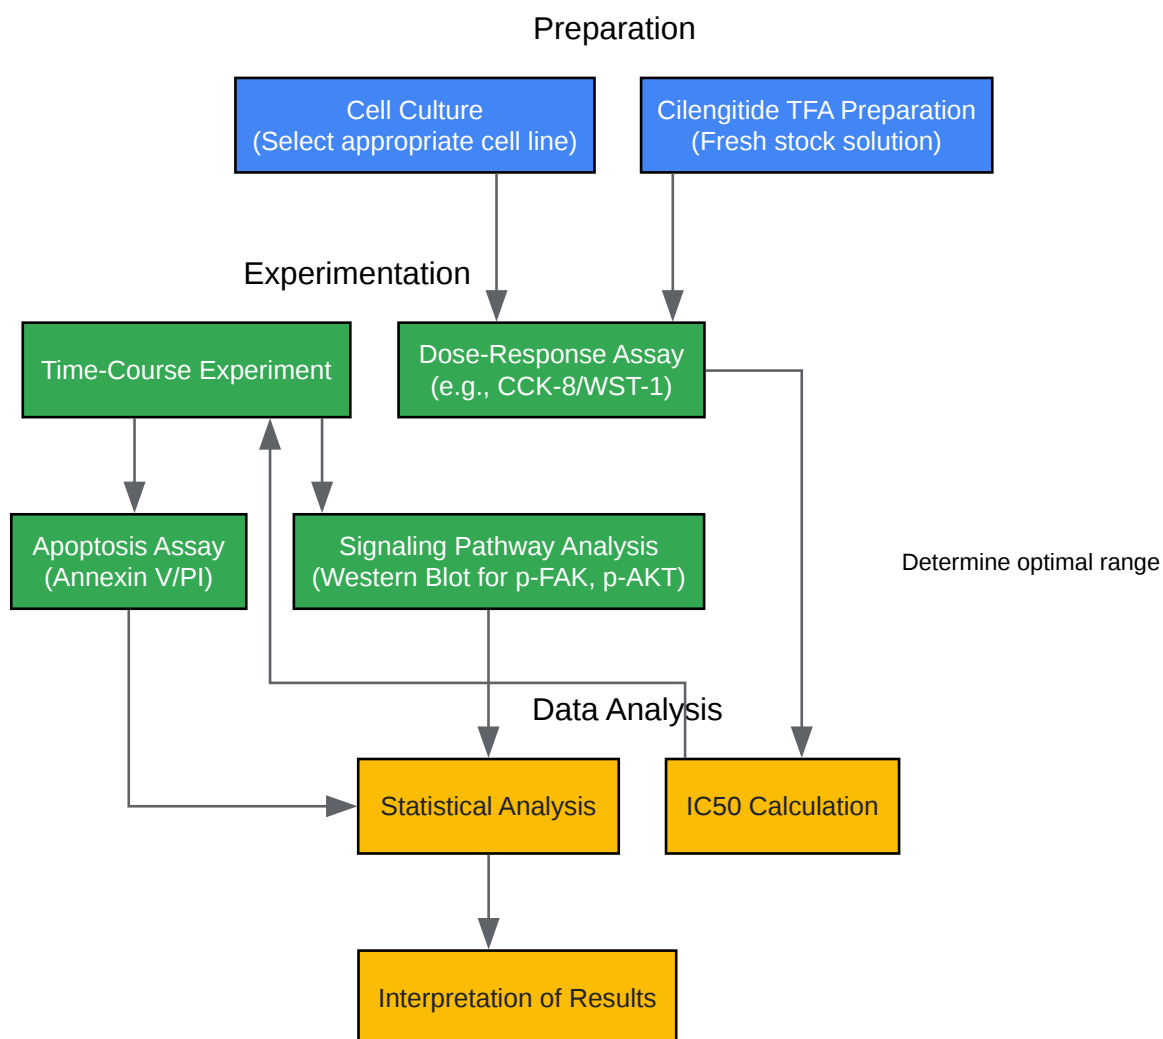 Preparation
Cell Culture
(Select appropriate cell line)
Cilengitide TFA Preparation
(Fresh stock solution)
Experimentation
Time-Course Experiment
Dose-Response Assay
(e.g., CCK-8/WST-1)
Apoptosis Assay
(Annexin V/PI)
Signaling Pathway Analysis
(Western Blot for p-FAK, p-AKT)
Determine optimal range
Data Analysis
Statistical Analysis
IC50 Calculation
Interpretation of Results